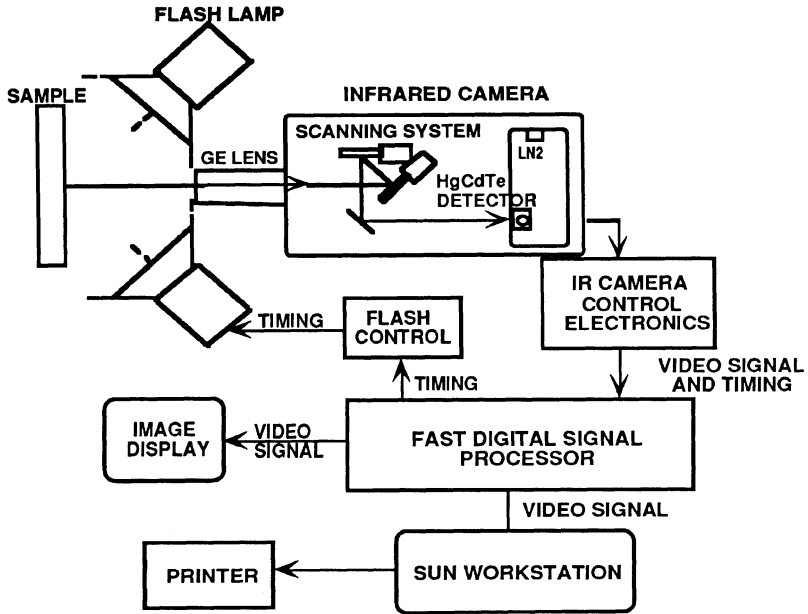 FLASH LAMP
SAMPLE
INFRARED CAMERA
SCANNING SYSTEM
LN2
GE LENS
HgCdTe
DETECTOR
IR CAMERA
CONTROL
ELECTRONICS
TIMING
FLASH
CONTROL
VIDEO SIGNAL
AND TIMING
TIMING
IMAGE
DISPLAY
VIDEO
SIGNAL
FAST DIGITAL SIGNAL
PROCESSOR
VIDEO SIGNAL
PRINTER
SUN WORKSTATION